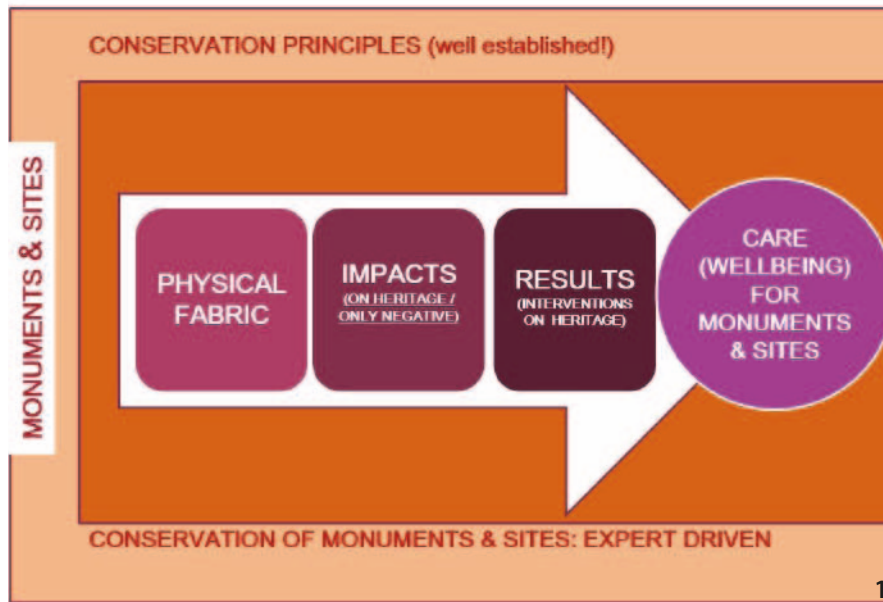 CONSERVATION PRINCIPLES (well established!)
MONUMENTS & SITES
PHYSICAL
FABRIC
IMPACTS
(ON HERITAGE /
ONLY NEGATIVE)
RESULTS
(INTERVENTIONS
ON HERITAGE)
CARE
(WELLBEING)
FOR
MONUMENTS
& SITES
CONSERVATION OF MONUMENTS & SITES: EXPERT DRIVEN
1